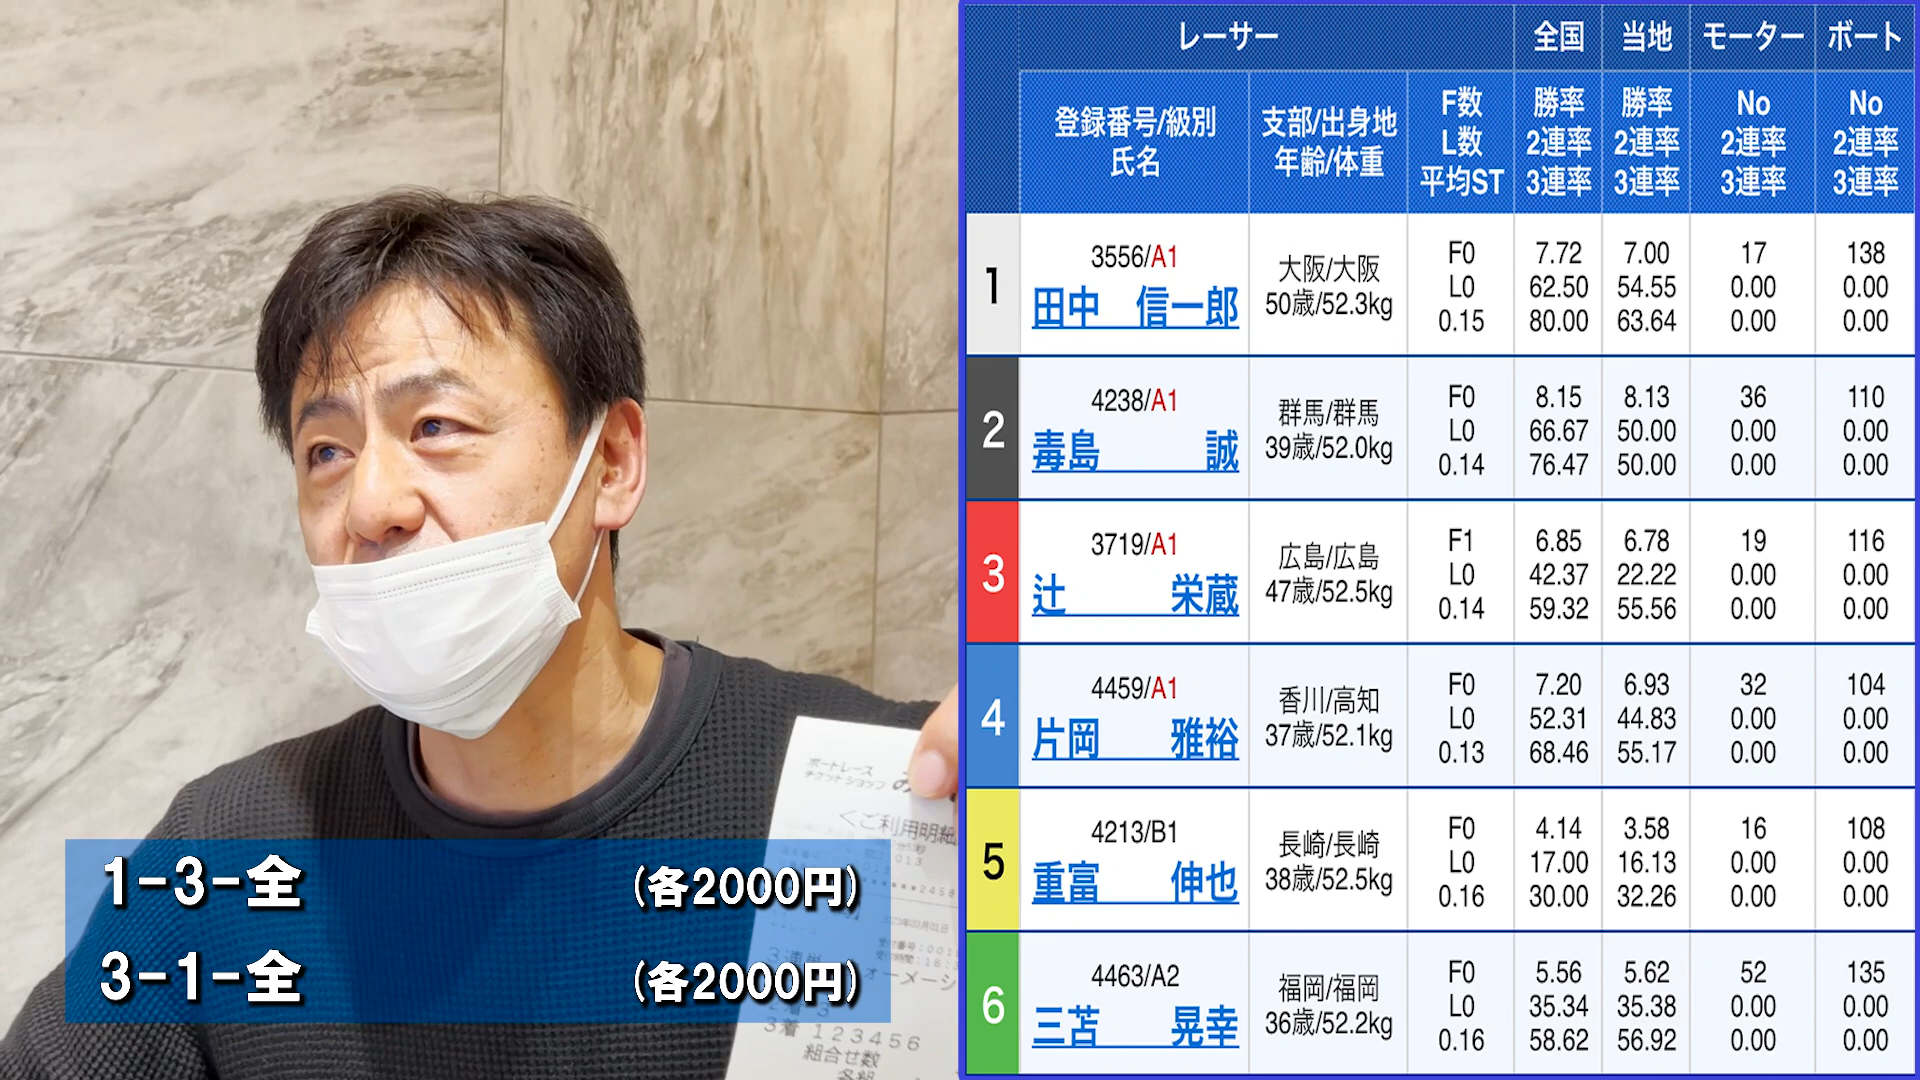 レーサー 全国 当地 モーター ボート
登録番号/級別 支部/出身地 F数 勝率 勝率 No No
氏名 年齢/体重 L数 2連率 2連率 2連率 2連率
平均ST 3連率 3連率 3連率 3連率
1 3556/A1 大阪/大阪 F0 7.72 7.00 17 138
田中 信一郎 50歳/52.3kg L0 62.50 54.55 0.00 0.00
0.15 80.00 63.64 0.00 0.00
2 4238/A1 群馬/群馬 F0 8.15 8.13 36 110
毒島 誠 39歳/52.0kg L0 66.67 50.00 0.00 0.00
0.14 76.47 50.00 0.00 0.00
3 3719/A1 広島/広島 F1 6.85 6.78 19 116
辻 栄蔵 47歳/52.5kg L0 42.37 22.22 0.00 0.00
0.14 59.32 55.56 0.00 0.00
4 4459/A1 香川/高知 F0 7.20 6.93 32 104
片岡 雅裕 37歳/52.1kg L0 52.31 44.83 0.00 0.00
0.13 68.46 55.17 0.00 0.00
5 4213/B1 長崎/長崎 F0 4.14 3.58 16 108
重富 伸也 38歳/52.5kg L0 17.00 16.13 0.00 0.00
0.16 30.00 32.26 0.00 0.00
6 4463/A2 福岡/福岡 F0 5.56 5.62 52 135
三苫 晃幸 36歳/52.2kg L0 35.34 35.38 0.00 0.00
0.16 58.62 56.92 0.00 0.00
ボートレース
チケットショップ
<ご利用明細
3着 123456
組合せ数
1-3-全 (各2000円)
3-1-全 (各2000円)